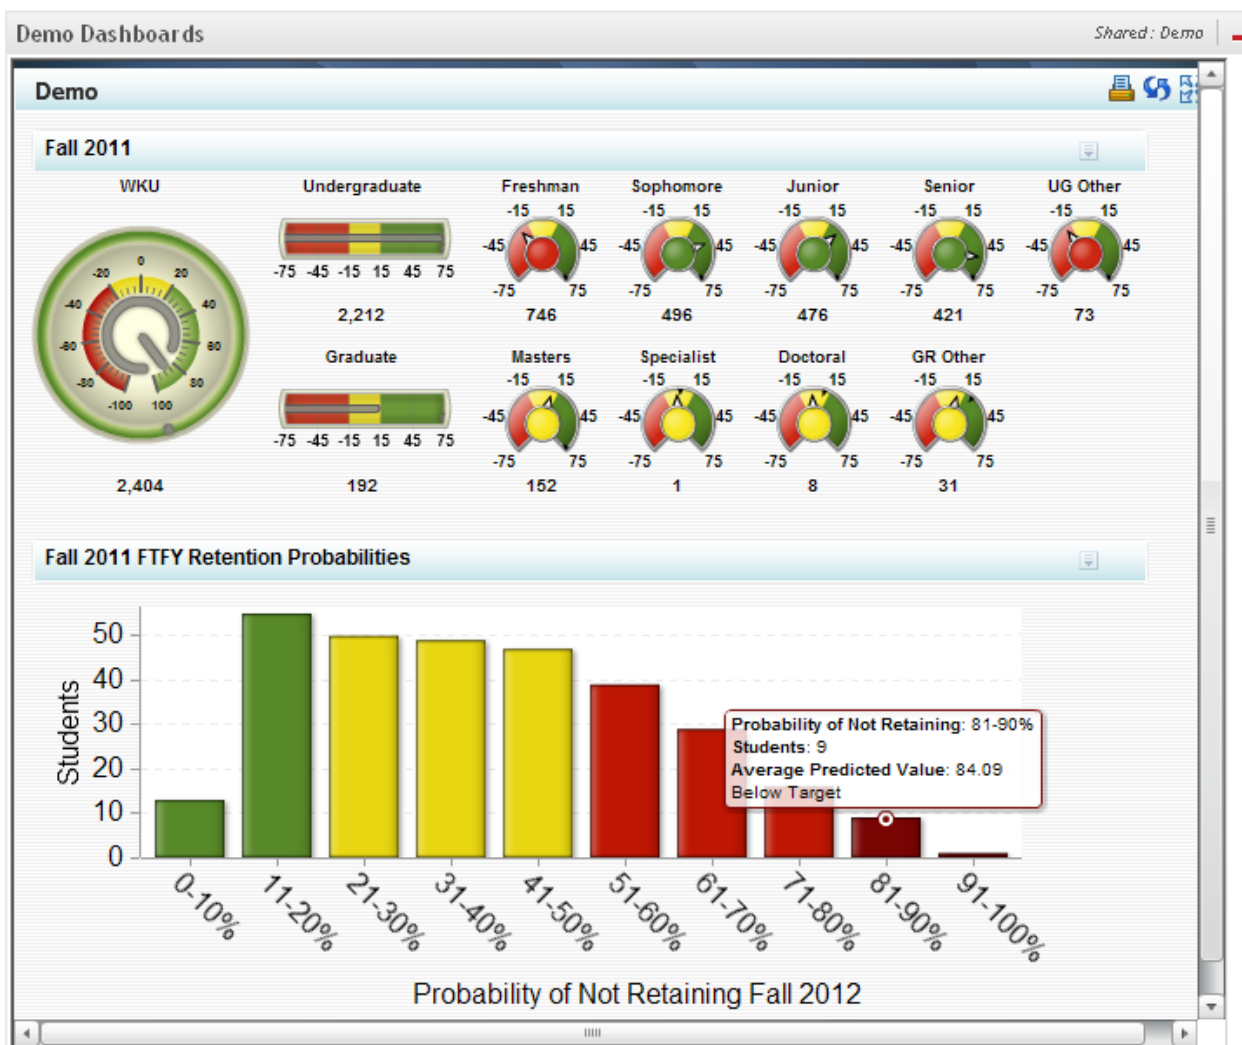 Demo Dashboards
Shared: Demo
Demo
Fall 2011
WKU Undergraduate Freshman Sophomore Junior Senior UG Other
-15 15 -15 15 -15 15 -15 15 -15 15
-45 45 -45 45 -45 45 -45 45 -45 45
-75 -45 -15 15 45 75
-75 75 -75 75 -75 75 -75 75 -75 75
2,212 746 496 476 421 73
0
-20 20
-40 40
-60 60
-80 80
-100 100
Graduate Masters Specialist Doctoral GR Other
-15 15 -15 15 -15 15 -15 15
-45 45 -45 45 -45 45 -45 45
-75 -45 -15 15 45 75
-75 75 -75 75 -75 75 -75 75
2,404 192 152 1 8 31
Fall 2011 FTFY Retention Probabilities
Students
50
40
30
20
10
0
Probability of Not Retaining: 81-90%
Students: 9
Average Predicted Value: 84.09
Below Target
0-10% 11-20% 21-30% 31-40% 41-50% 51-60% 61-70% 71-80% 81-90% 91-100%
Probability of Not Retaining Fall 2012